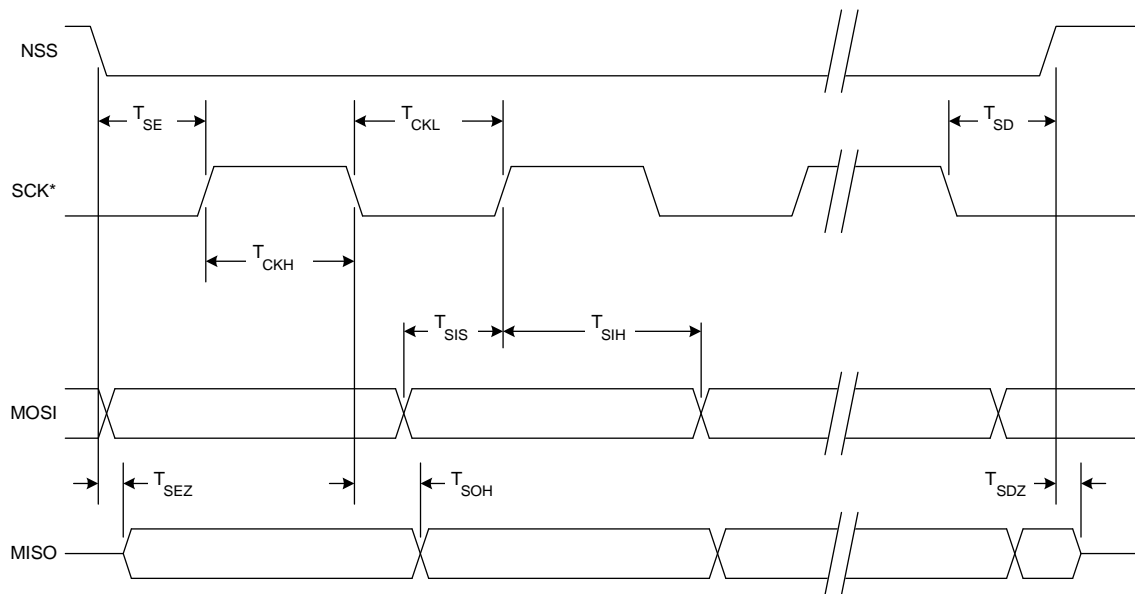 NSS
T_SE
T_CKL
T_SD
SCK*
T_CKH
T_SIS
T_SIH
MOSI
T_SEZ
T_SOH
T_SDZ
MISO